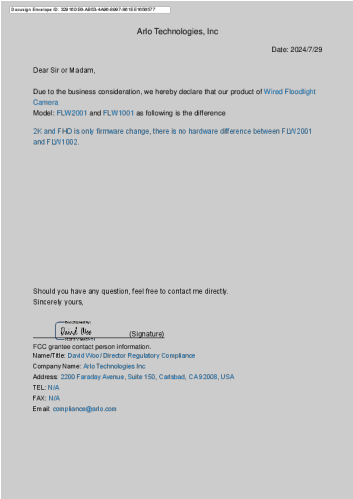 Arlo Technologies, Inc
Date: 2024/7/29
Dear Sir or Madam,
Due to the business consideration, we hereby declare that our product of Wired Floodlight
Camera
Model: FLW2001 and FLW1001 as following is the difference
2K and FHD is only firmware change, there is no hardware difference between FLW2001
and FLW1002.
Should you have any question, feel free to contact me directly.
Sincerely yours,
David Woo
(Signature)
FCC grantee contact person information.
Name/Title: David Woo/Director Regulatory Compliance
Company Name: Arlo Technologies Inc
Address: 2200 Faraday Avenue, Suite 150, Carlsbad, CA 92008, USA
TEL: N/A
FAX: N/A
Email: compliance@arlo.com